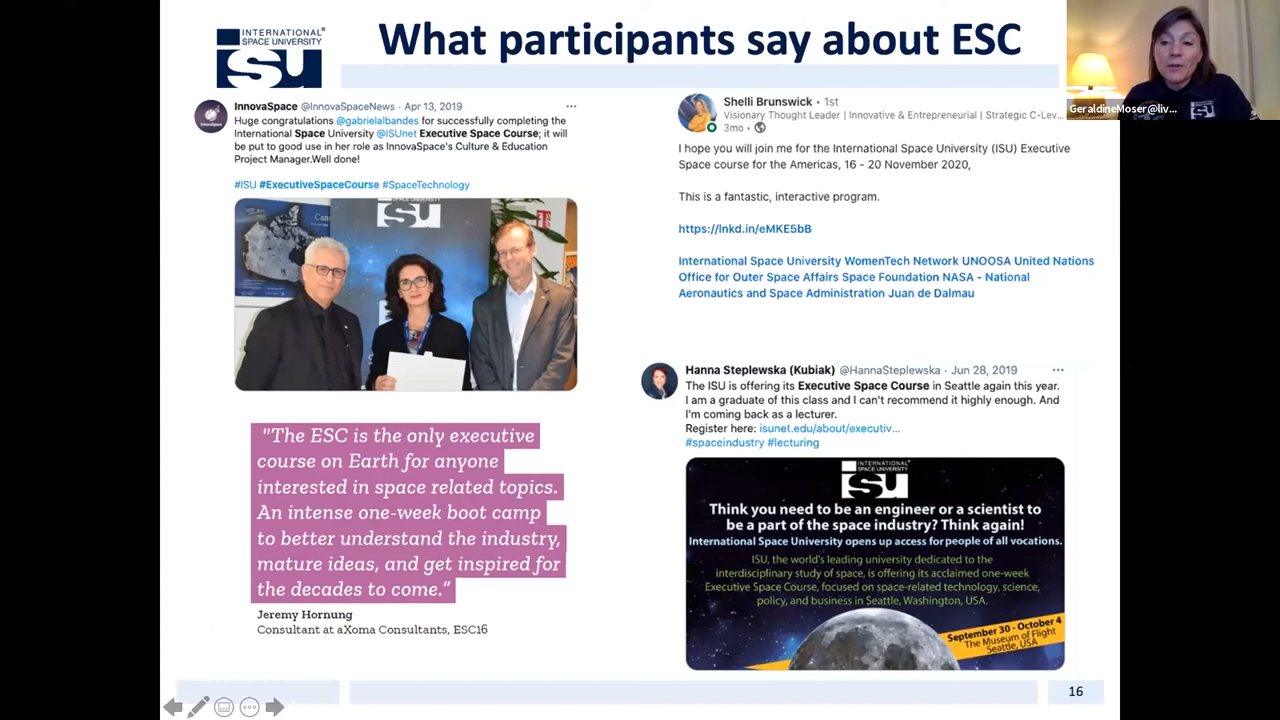 INTERNATIONAL
SPACE UNIVERSITY
isu
What participants say about ESC
GeraldineMoser@liv...
InnovaSpace @InnovaSpaceNews · Apr 13, 2019
Huge congratulations @gabrielalbandes for successfully completing the
International Space University @ISUnet Executive Space Course; it will
be put to good use in her role as InnovaSpace's Culture & Education
Project Manager.Well done!
#ISU #ExecutiveSpaceCourse #SpaceTechnology
isu
"The ESC is the only executive
course on Earth for anyone
interested in space related topics.
An intense one-week boot camp
to better understand the industry,
mature ideas, and get inspired for
the decades to come."
Jeremy Hornung
Consultant at aXoma Consultants, ESC16
Shelli Brunswick • 1st
Visionary Thought Leader | Innovative & Entrepreneurial | Strategic C-Lev...
3mo •
I hope you will join me for the International Space University (ISU) Executive
Space course for the Americas, 16 - 20 November 2020,
This is a fantastic, interactive program.
https://lnkd.in/eMKE5bB
International Space University WomenTech Network UNOOSA United Nations
Office for Outer Space Affairs Space Foundation NASA - National
Aeronautics and Space Administration Juan de Dalmau
Hanna Steplewska (Kubiak) @HannaSteplewska · Jun 28, 2019
The ISU is offering its Executive Space Course in Seattle again this year.
I am a graduate of this class and I can't recommend it highly enough. And
I'm coming back as a lecturer.
Register here: isunet.edu/about/executiv...
#spaceindustry #lecturing
INTERNATIONAL
SPACE UNIVERSITY
isu
Think you need to be an engineer or a scientist to
be a part of the space industry? Think again!
International Space University opens up access for people of all vocations.
ISU, the world's leading university dedicated to the
interdisciplinary study of space, is offering its acclaimed one-week
Executive Space Course, focused on space-related technology, science,
policy, and business in Seattle, Washington, USA.
September 30 - October 4
The Museum of Flight
Seattle, USA
16